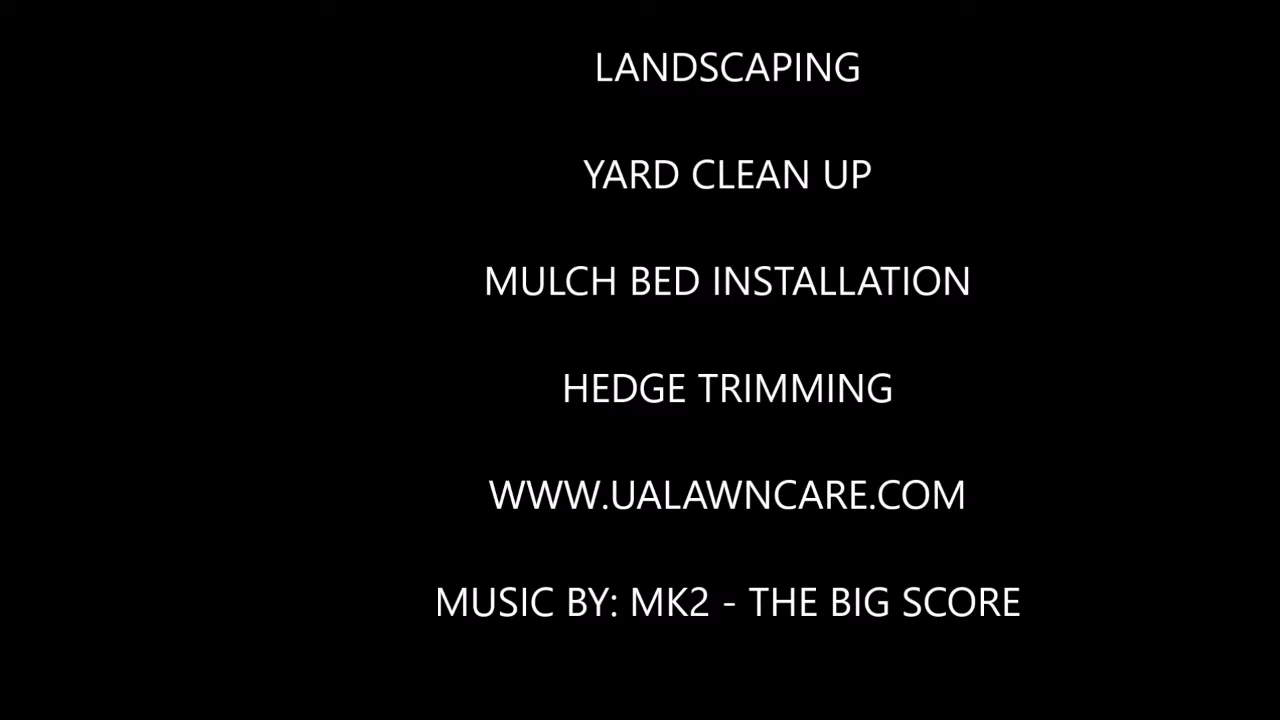 LANDSCAPING
YARD CLEAN UP
MULCH BED INSTALLATION
HEDGE TRIMMING
WWW.UALAWNCARE.COM
MUSIC BY: MK2 - THE BIG SCORE